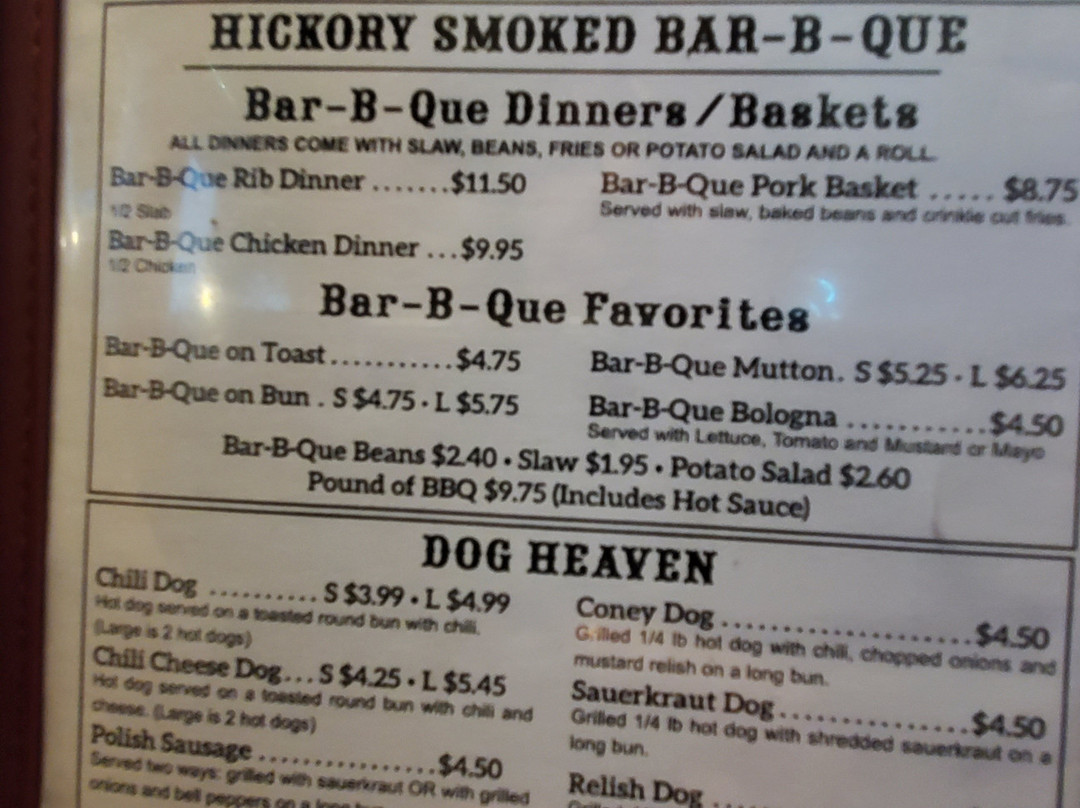 HICKORY SMOKED BAR-B-QUE
Bar-B-Que Dinners/Baskets
ALL DINNERS COME WITH SLAW, BEANS, FRIES OR POTATO SALAD AND A ROLL.
Bar-B-Que Rib Dinner .......$11.50
1/2 Slab
Bar-B-Que Chicken Dinner ...$9.95
1/2 Chicken
Bar-B-Que Pork Basket ..... $8.75
Served with slaw, baked beans and crinkle cut fries.
Bar-B-Que Favorites
Bar-B-Que on Toast...........$4.75
Bar-B-Que on Bun . S $4.75 • L $5.75
Bar-B-Que Mutton. S $5.25 • L $6.25
Bar-B-Que Bologna ...........$4.50
Served with Lettuce, Tomato and Mustard or Mayo
Bar-B-Que Beans $2.40 • Slaw $1.95 • Potato Salad $2.60
Pound of BBQ $9.75 (Includes Hot Sauce)
DOG HEAVEN
Chili Dog ..........S $3.99 • L $4.99
Hot dog served on a toasted round bun with chili.
(Large is 2 hot dogs)
Chili Cheese Dog...S $4.25 • L $5.45
Hot dog served on a toasted round bun with chili and
cheese. (Large is 2 hot dogs)
Polish Sausage ................$4.50
Served two ways: grilled with sauerkraut OR with grilled
onions and bell peppers on a long
Coney Dog.....................$4.50
Grilled 1/4 lb hot dog with chili, chopped onions and
mustard relish on a long bun.
Sauerkraut Dog................$4.50
Grilled 1/4 lb hot dog with shredded sauerkraut on a
long bun.
Relish Dog